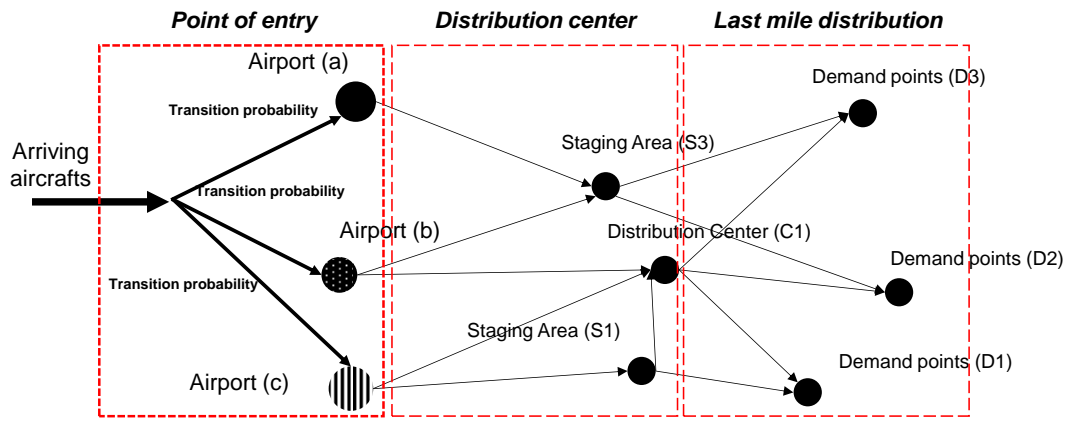 Point of entry
Distribution center
Last mile distribution
Airport (a)
Demand points (D3)
Transition probability
Staging Area (S3)
Arriving
aircrafts
Transition probability
Airport (b)
Distribution Center (C1)
Demand points (D2)
Transition probability
Staging Area (S1)
Demand points (D1)
Airport (c)